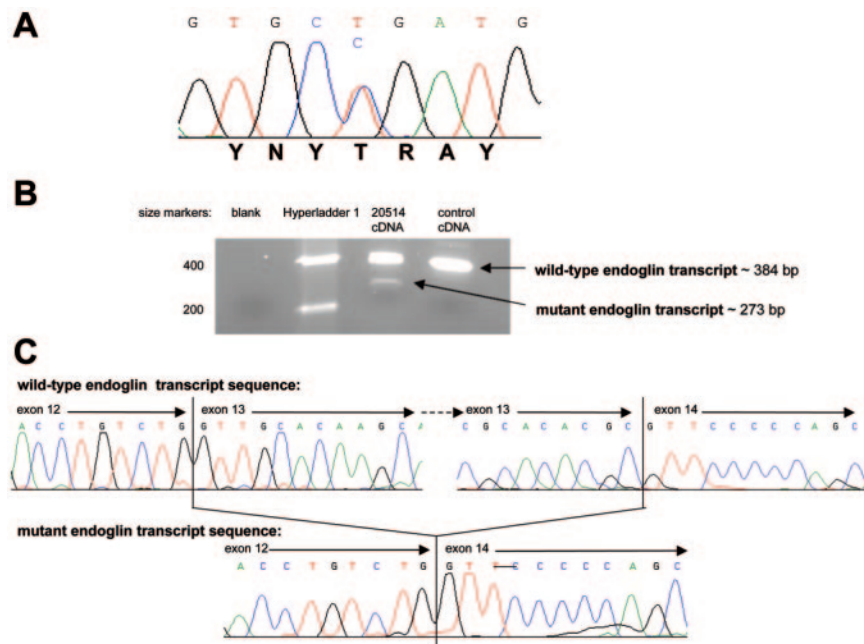 A
G T G C T G A T G
C
Y N Y T R A Y
B
size markers: blank Hyperladder 1 20514 cDNA control cDNA
400
wild-type endoglin transcript ~ 384 bp
mutant endoglin transcript ~ 273 bp
200
C
wild-type endoglin transcript sequence:
exon 12 exon 13 exon 13 exon 14
A C C T G T C T G G T T G C A C A A G C A C G C A C A C G C G T T C C C C C A G C
mutant endoglin transcript sequence:
exon 12 exon 14
A C C T G T C T G G T T C C C C C A G C